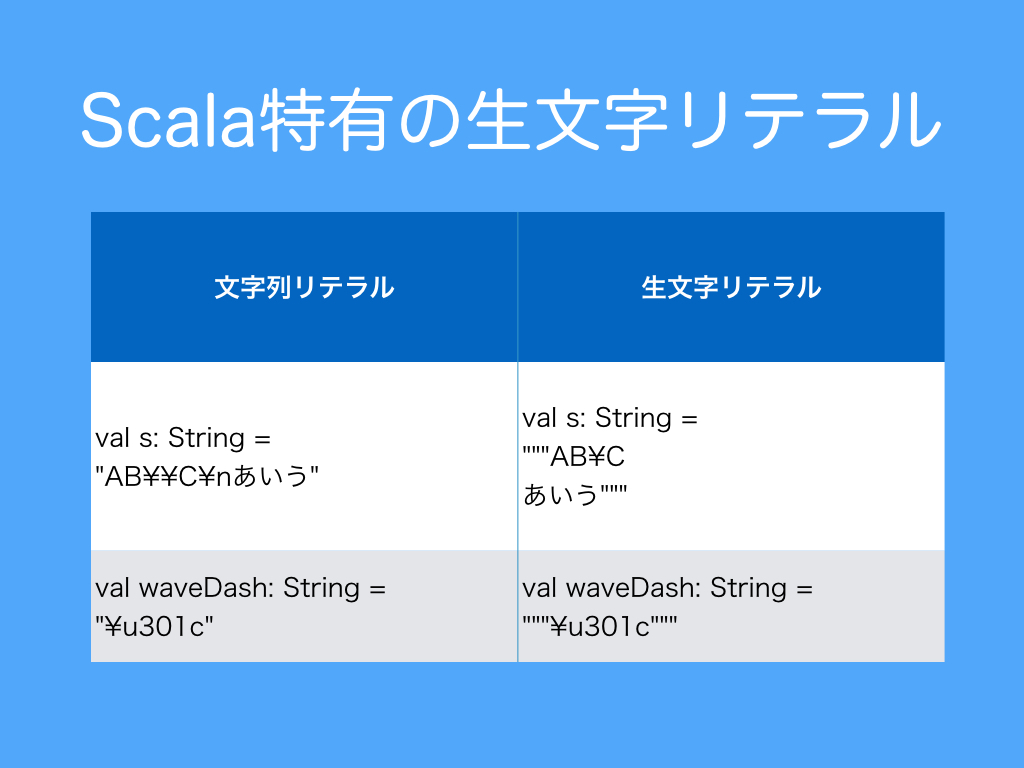 Scala特有の生文字リテラル
文字列リテラル
生文字リテラル
val s: String =
"AB¥¥C¥nあいう"
val s: String =
"""AB¥C
あいう"""
val waveDash: String =
"¥u301c"
val waveDash: String =
"""¥u301c"""